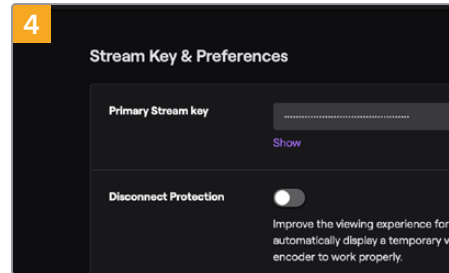 4
Stream Key & Preferences
Primary Stream key
Show
Disconnect Protection
Improve the viewing experience for
automatically display a temporary v
encoder to work properly.